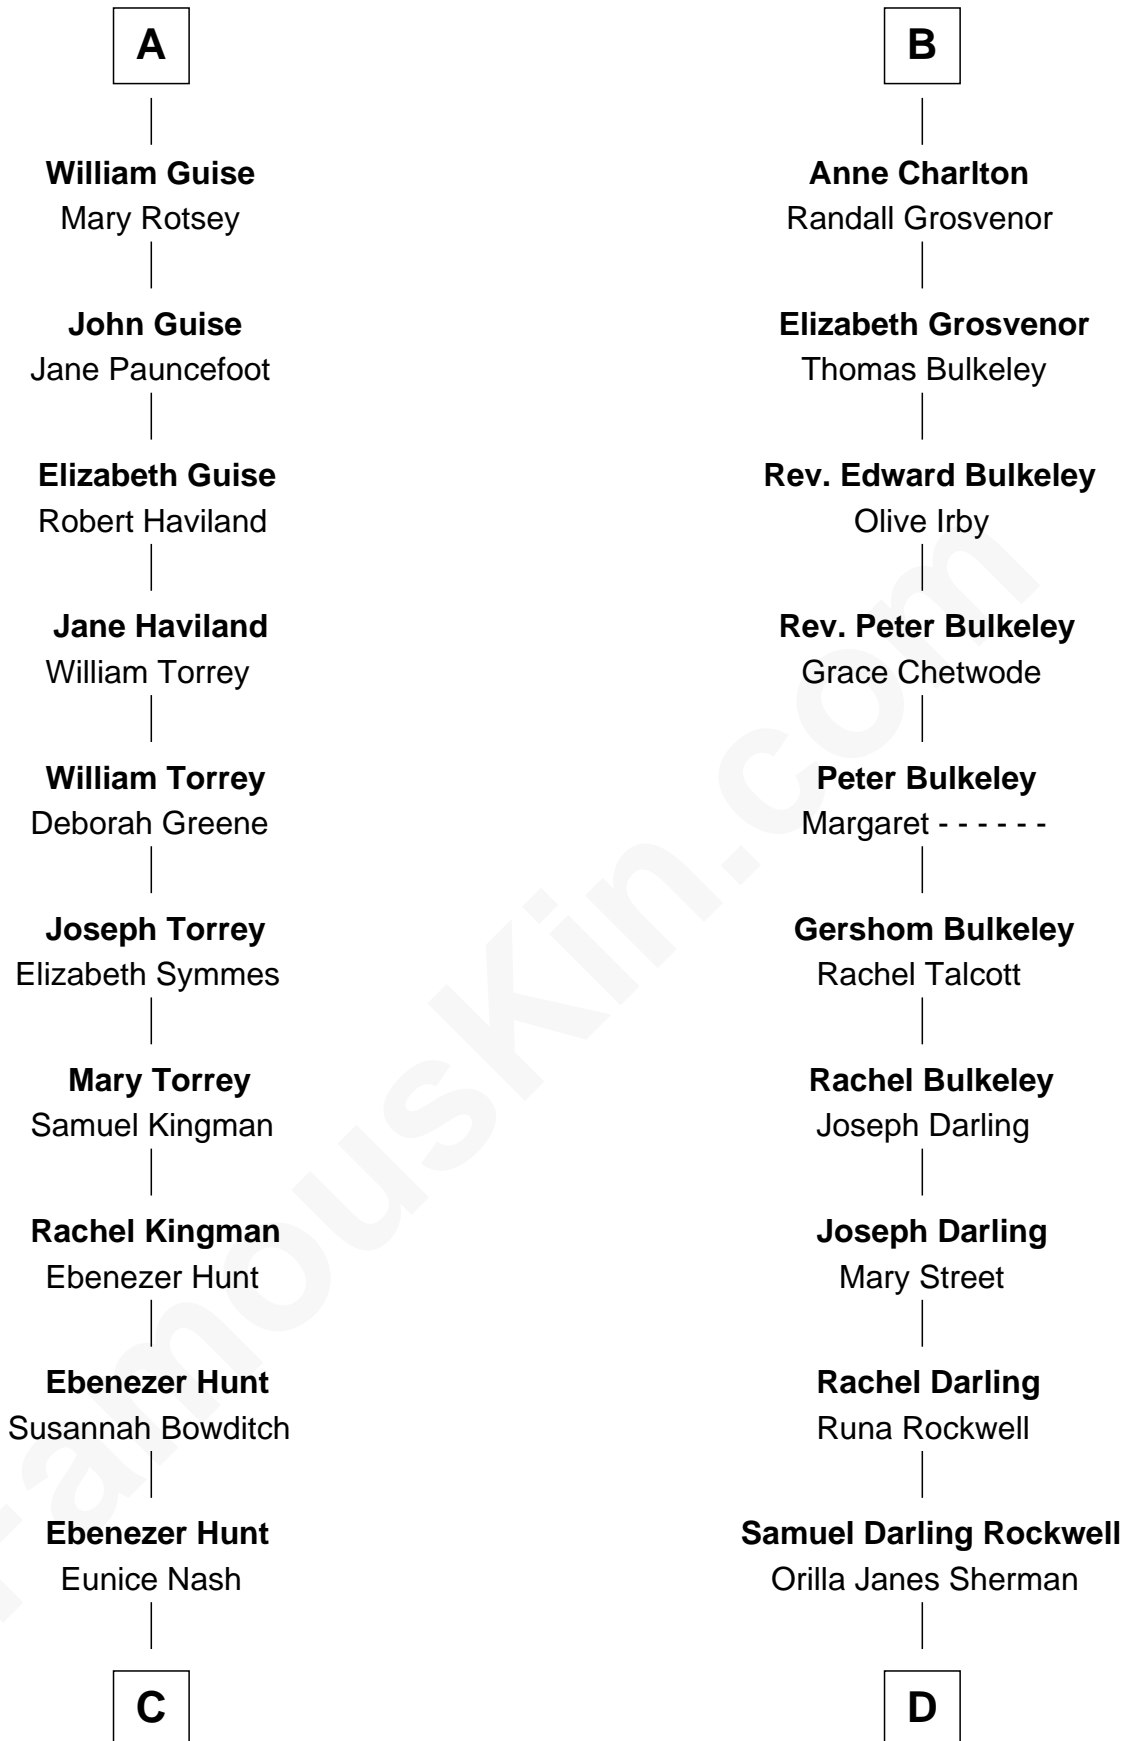 A
William Guise
Mary Rotsey
John Guise
Jane Pauncefoot
Elizabeth Guise
Robert Haviland
Jane Haviland
William Torrey
William Torrey
Deborah Greene
Joseph Torrey
Elizabeth Symmes
Mary Torrey
Samuel Kingman
Rachel Kingman
Ebenezer Hunt
Ebenezer Hunt
Susannah Bowditch
Ebenezer Hunt
Eunice Nash
C
B
Anne Charlton
Randall Grosvenor
Elizabeth Grosvenor
Thomas Bulkeley
Rev. Edward Bulkeley
Olive Irby
Rev. Peter Bulkeley
Grace Chetwode
Peter Bulkeley
Margaret - - - - - -
Gershom Bulkeley
Rachel Talcott
Rachel Bulkeley
Joseph Darling
Joseph Darling
Mary Street
Rachel Darling
Runa Rockwell
Samuel Darling Rockwell
Orilla Janes Sherman
D
FamousKin.com